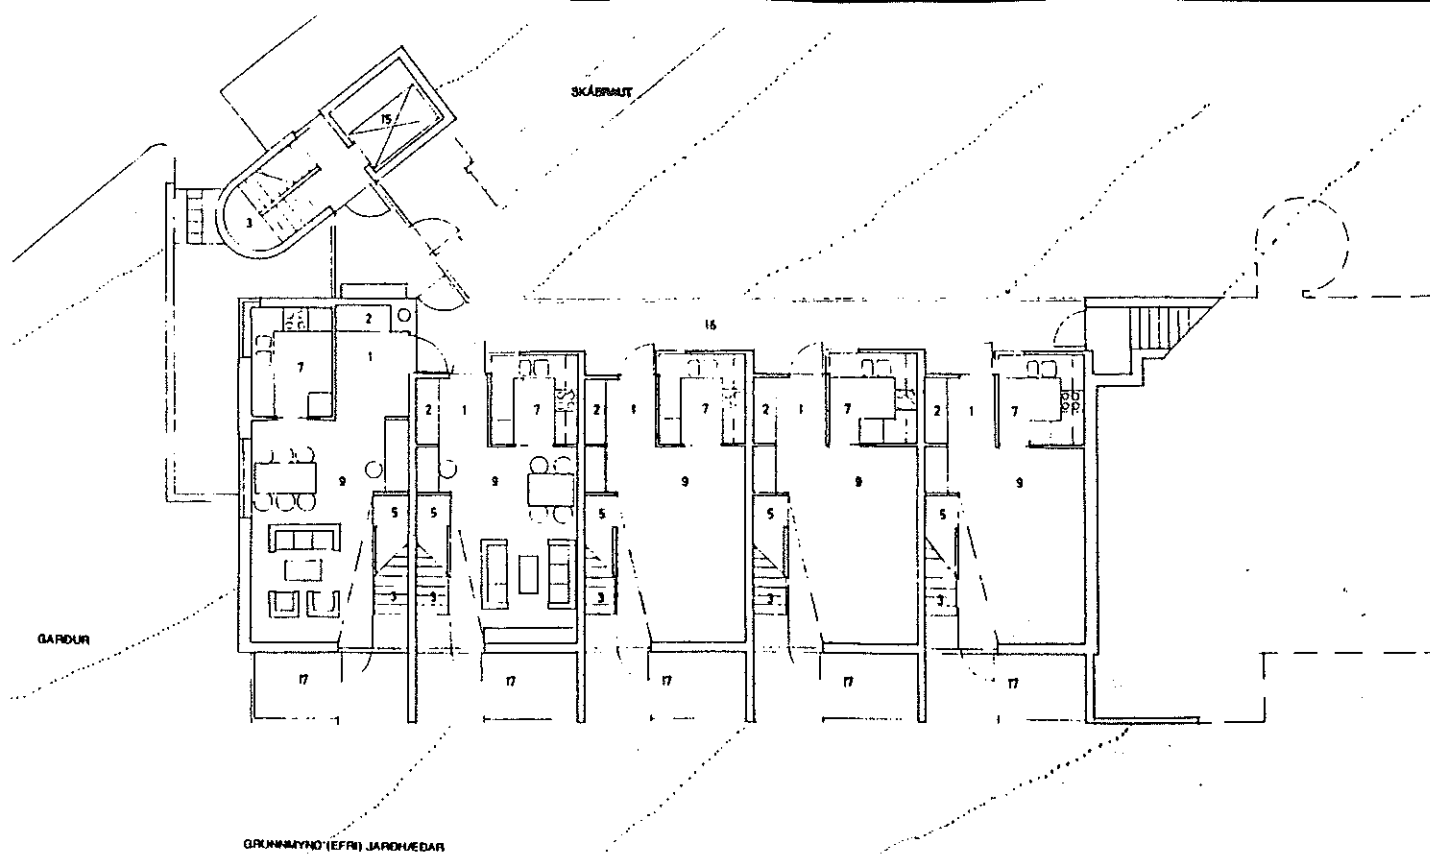 SKÁBRAUT
15
3
16
2
1
7
2 1 7 2 1 7 2 1 7 2 1 7
9 9 9 9 9
5 5 5 5 5
3 3 3 3 3
GARÐUR
17 17 17 17 17
GRUNNMYND (EFRI) JARÐHÆÐAR